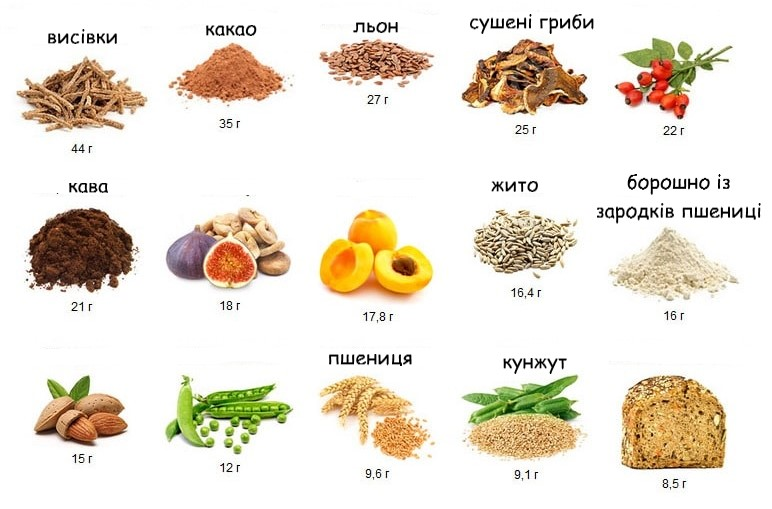 висівки
какао
льон
сушені гриби
44 г
35 г
27 г
25 г
22 г
кава
жито
борошно із
зародків пшениці
21 г
18 г
17,8 г
16,4 г
16 г
пшениця
кунжут
15 г
12 г
9,6 г
9,1 г
8,5 г